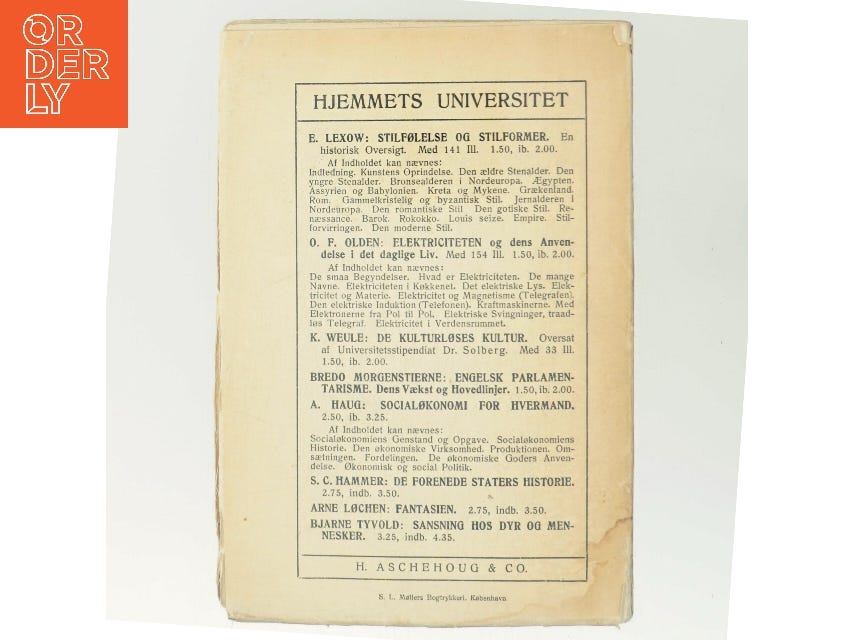 ORDERLY
HJEMMETS UNIVERSITET
E. LEXOW: STILFØLELSE OG STILFORMER. En
historisk Oversigt. Med 141 Ill. 1.50, ib. 2.00.
Af Indholdet kan nævnes:
Indledning. Kunstens Oprindelse. Den ældre Stenalder. Den
yngre Stenalder. Bronsealderen i Nordeuropa. Ægypten.
Assyrien og Babylonien. Kreta og Mykene. Grækenland.
Rom. Gammelkristelig og byzantisk Stil. Jernalderen i
Nordeuropa. Den romantiske Stil Den gotiske Stil. Re-
næssance. Barok. Rokokko. Louis seize. Empire. Stil-
forvirringen. Den moderne Stil.
O. F. OLDEN: ELEKTRICITETEN og dens Anven-
delse i det daglige Liv. Med 154 Ill. 1.50, ib. 2.00.
Af Indholdet kan nævnes:
De smaa Begyndelser. Hvad er Elektriciteten. De mange
Navne. Elektriciteten i Køkkenet. Det elektriske Lys. Elek-
tricitet og Materie. Elektricitet og Magnetisme (Telegrafen).
Den elektriske Induktion (Telefonen). Kraftmaskinerne. Med
Elektronerne fra Pol til Pol. Elektriske Svingninger, traad-
løs Telegraf. Elektricitet i Verdensrummet.
K. WEULE: DE KULTURLØSES KULTUR. Oversat
af Universitetsstipendiat Dr. Solberg. Med 33 Ill.
1.50, ib. 2.00.
BREDO MORGENSTIERNE: ENGELSK PARLAMEN-
TARISME. Dens Vækst og Hovedlinjer. 1.50, ib. 2.00.
A. HAUG: SOCIALØKONOMI FOR HVERMAND.
2.50, ib. 3.25.
Af Indholdet kan nævnes:
Socialøkonomiens Genstand og Opgave. Socialøkonomiens
Historie. Den økonomiske Virksomhed. Produktionen. Om-
sætningen. Fordelingen. De økonomiske Goders Anven-
delse. Økonomisk og social Politik.
S. C. HAMMER: DE FORENEDE STATERS HISTORIE.
2.75, indb. 3.50.
ARNE LØCHEN: FANTASIEN. 2.75, indb. 3.50.
BJARNE TYVOLD: SANSNING HOS DYR OG MEN-
NESKER. 3.25, indb. 4.35.
H. ASCHEHOUG & CO.
S. L. Møllers Bogtrykkeri. København